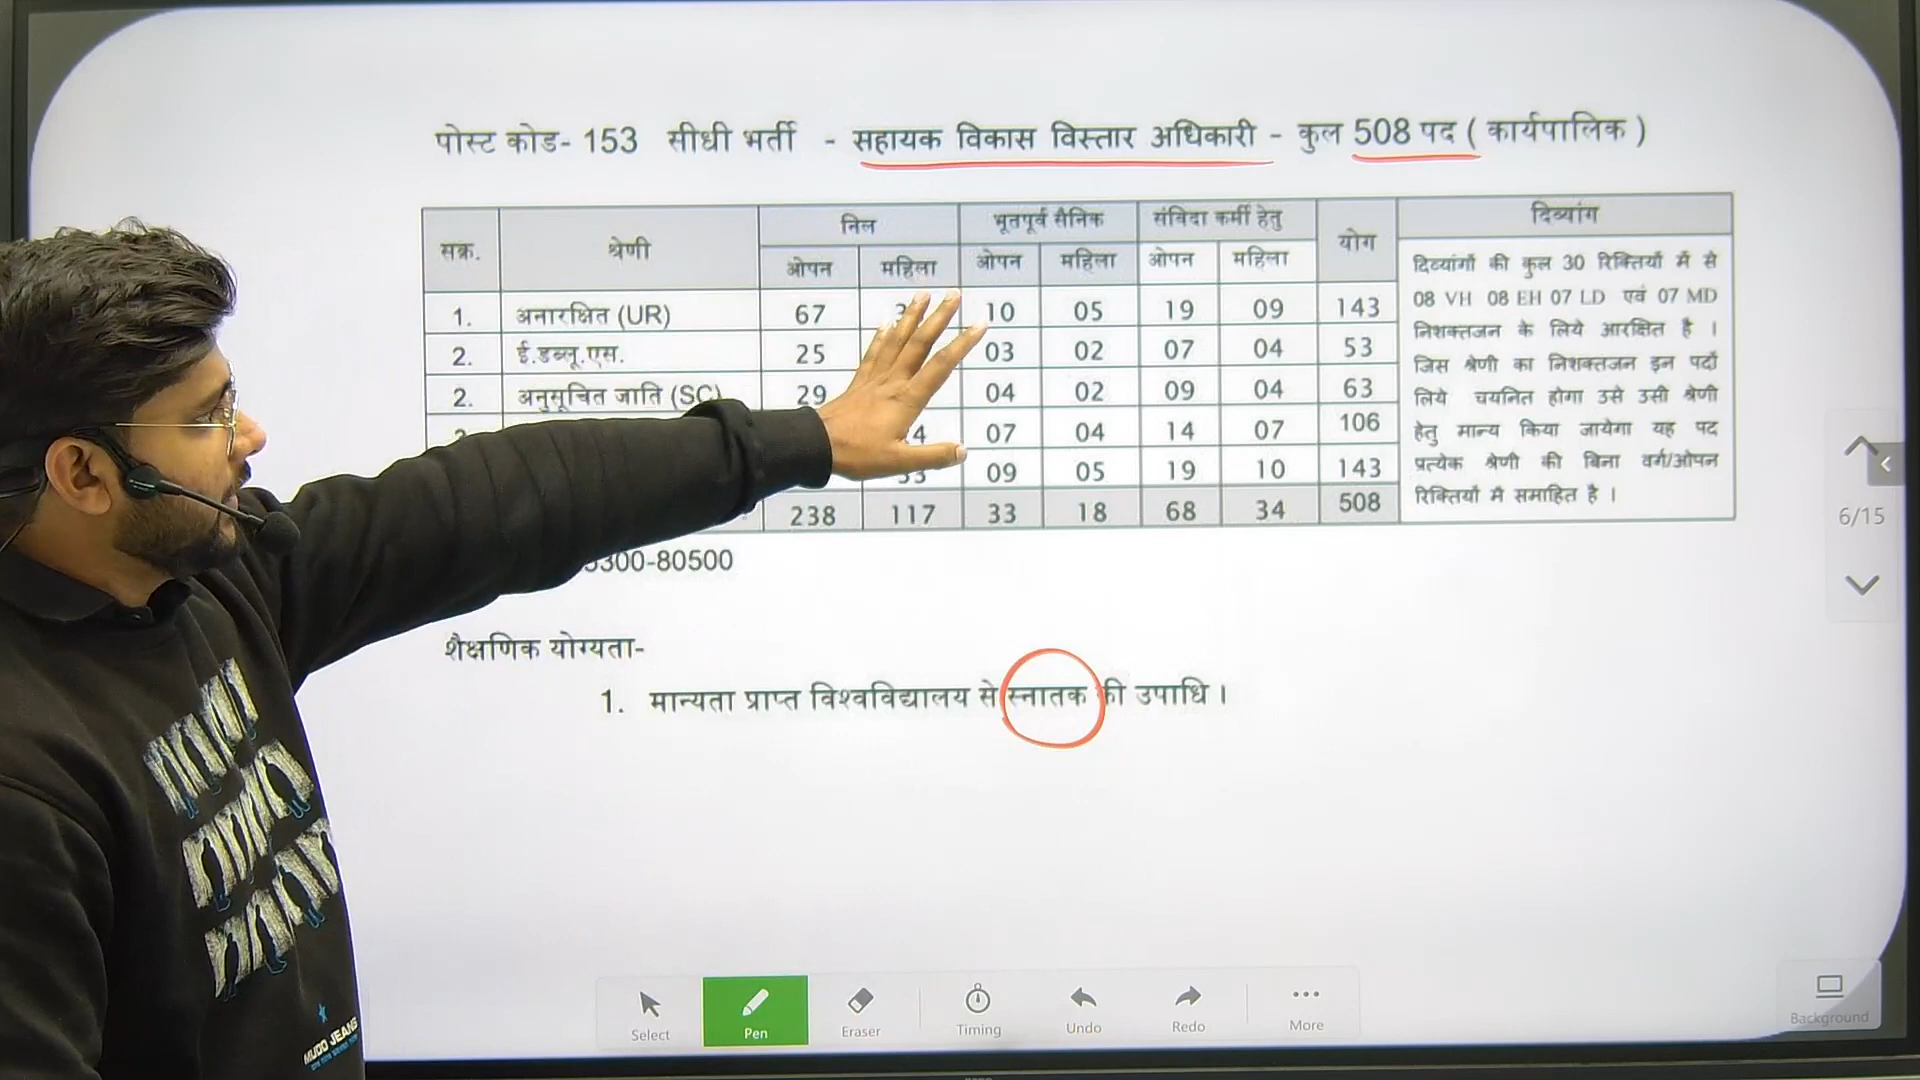 पोस्ट कोड- 153 सीधी भर्ती - सहायक विकास विस्तार अधिकारी - कुल 508 पद ( कार्यपालिक )
सक्र. श्रेणी निल भूतपूर्व सैनिक संविदा कर्मी हेतु योग दिव्यांग
ओपन महिला ओपन महिला ओपन महिला
1. अनारक्षित (UR) 67 10 05 19 09 143
2. ई.डब्लू.एस. 25 03 02 07 04 53
2. अनुसूचित जाति (SC) 29 04 02 09 04 63
07 04 14 07 106
09 05 19 10 143
238 117 33 18 68 34 508
दिव्यांगों की कुल 30 रिक्तियों में से
08 VH 08 EH 07 LD एवं 07 MD
निशक्तजन के लिये आरक्षित है ।
जिस श्रेणी का निशक्तजन इन पदों
लिये चयनित होगा उसे उसी श्रेणी
हेतु मान्य किया जायेगा यह पद
प्रत्येक श्रेणी की बिना वर्ग/ओपन
रिक्तियों में समाहित है ।
300-80500
शैक्षणिक योग्यता-
1. मान्यता प्राप्त विश्वविद्यालय से स्नातक की उपाधि ।
6/15
Select Pen Eraser Timing Undo Redo More
Background
MUDO JEANS